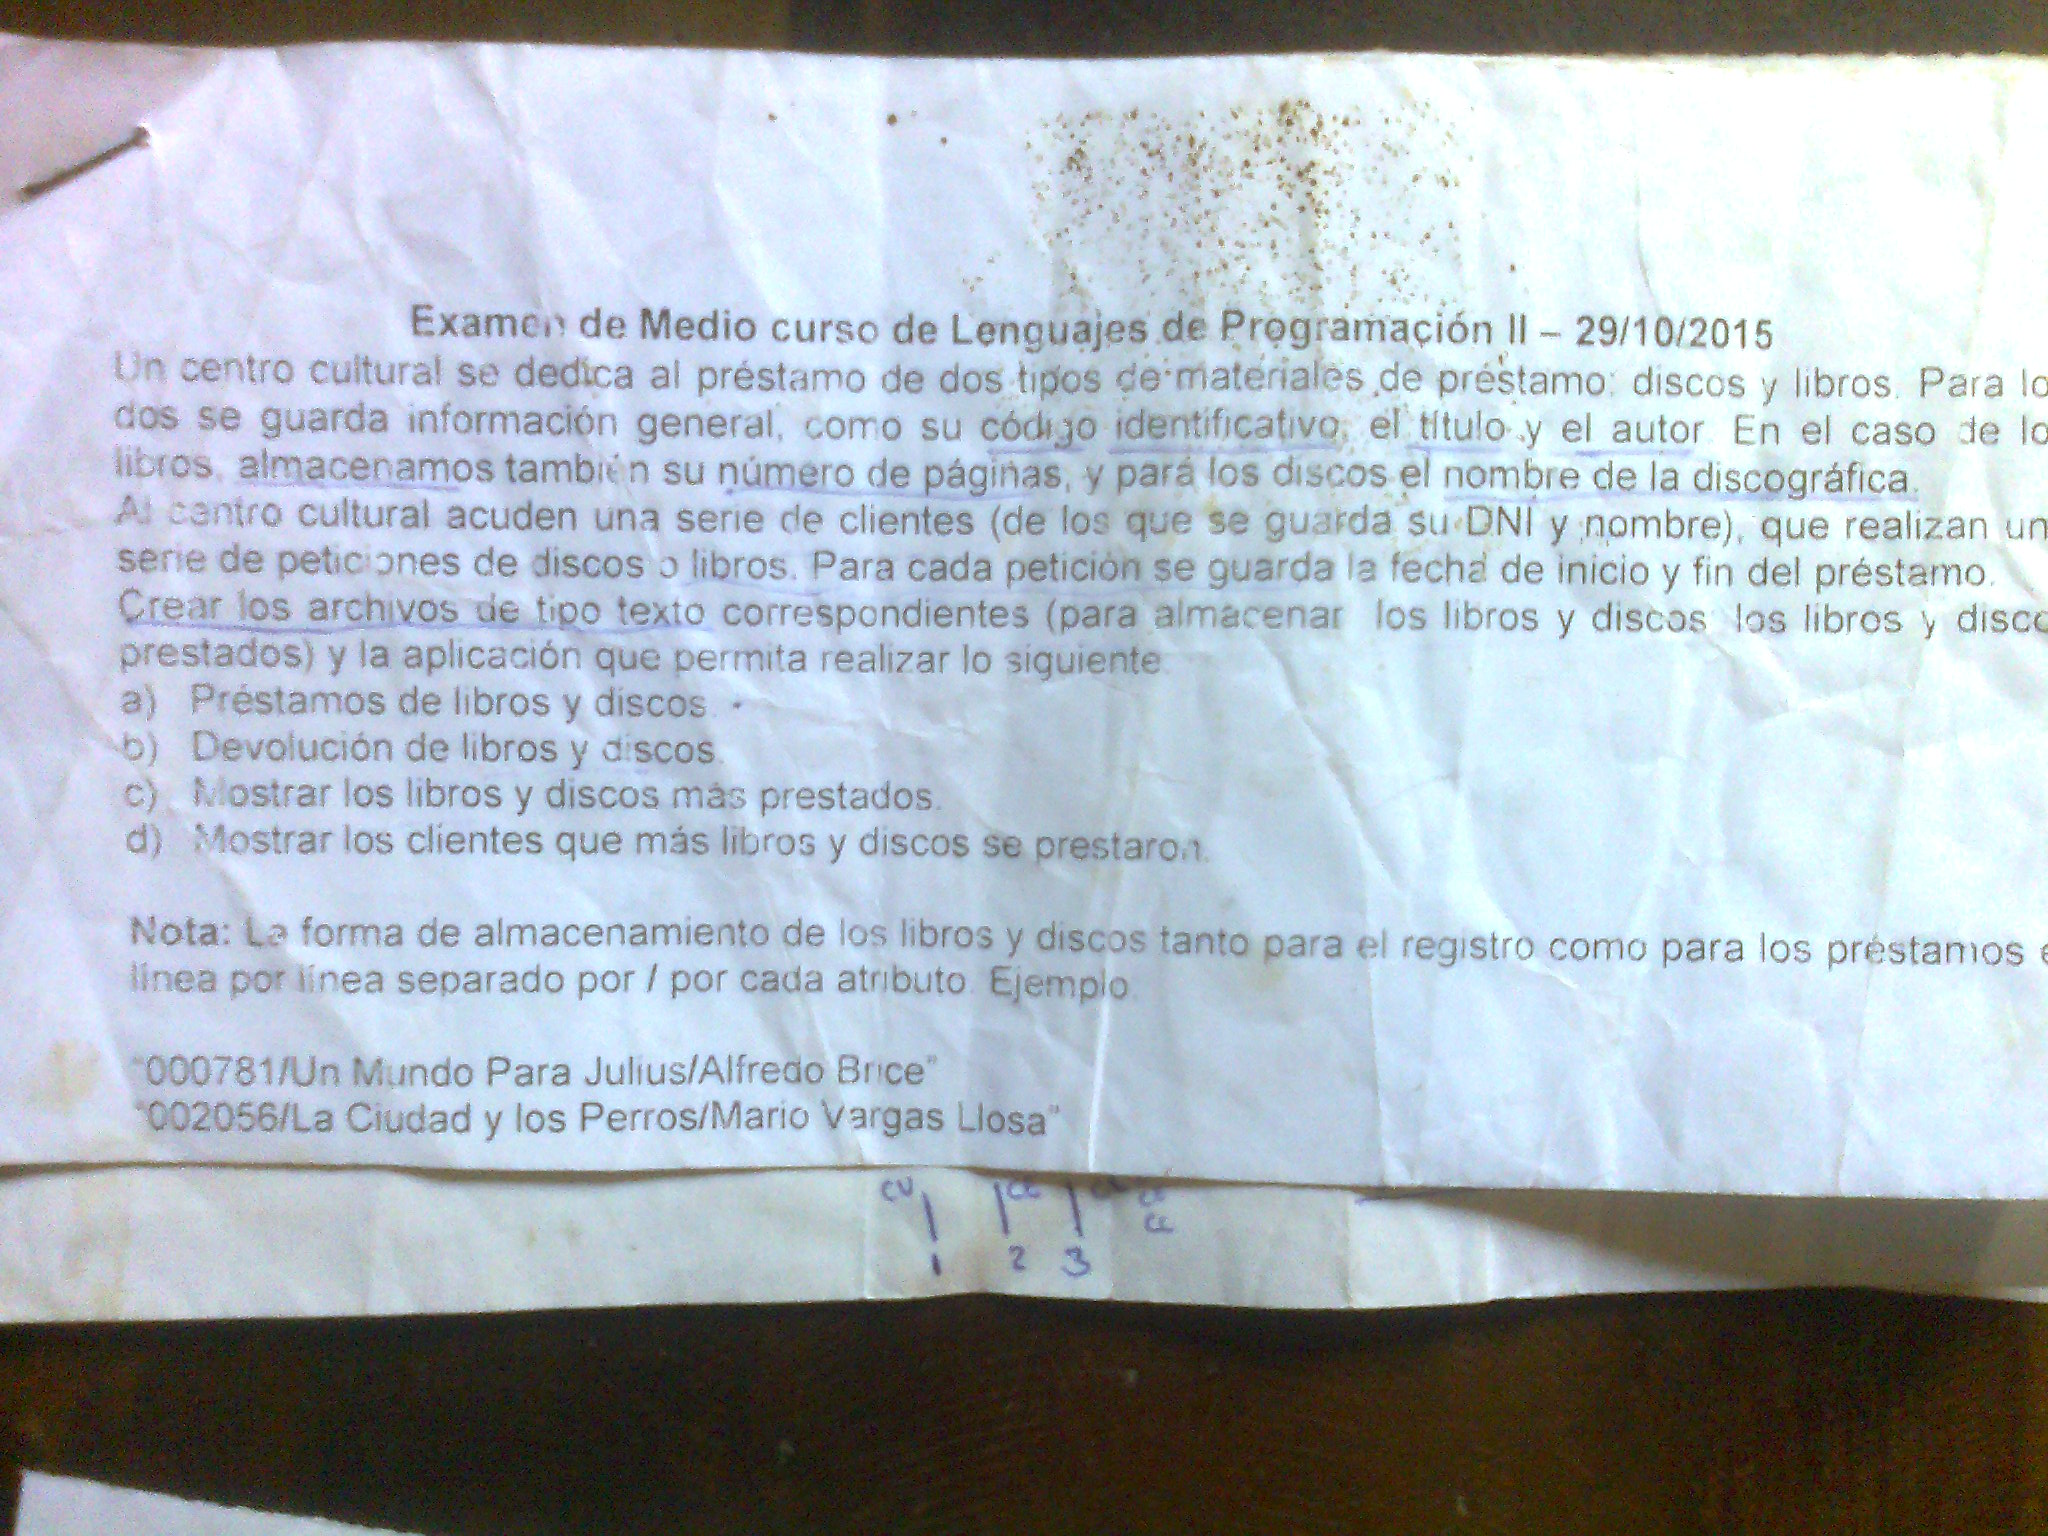 Examen de Medio curso de Lenguajes de Programación II – 29/10/2015
Un centro cultural se dedica al préstamo de dos tipos de materiales de préstamo: discos y libros. Para lo
dos se guarda información general, como su código identificativo, el título y el autor. En el caso de lo
libros, almacenamos también su número de páginas, y para los discos el nombre de la discográfica.
Al centro cultural acuden una serie de clientes (de los que se guarda su DNI y nombre), que realizan un
serie de peticiones de discos o libros. Para cada petición se guarda la fecha de inicio y fin del préstamo.
Crear los archivos de tipo texto correspondientes (para almacenar los libros y discos, los libros y disco
prestados) y la aplicación que permita realizar lo siguiente:
a) Préstamos de libros y discos.
b) Devolución de libros y discos.
c) Mostrar los libros y discos más prestados.
d) Mostrar los clientes que más libros y discos se prestaron.
Nota: La forma de almacenamiento de los libros y discos tanto para el registro como para los préstamos e
línea por línea separado por / por cada atributo. Ejemplo
"000781/Un Mundo Para Julius/Alfredo Brice"
"002056/La Ciudad y los Perros/Mario Vargas Llosa"
CV CE CE CE
CE
1 2 3